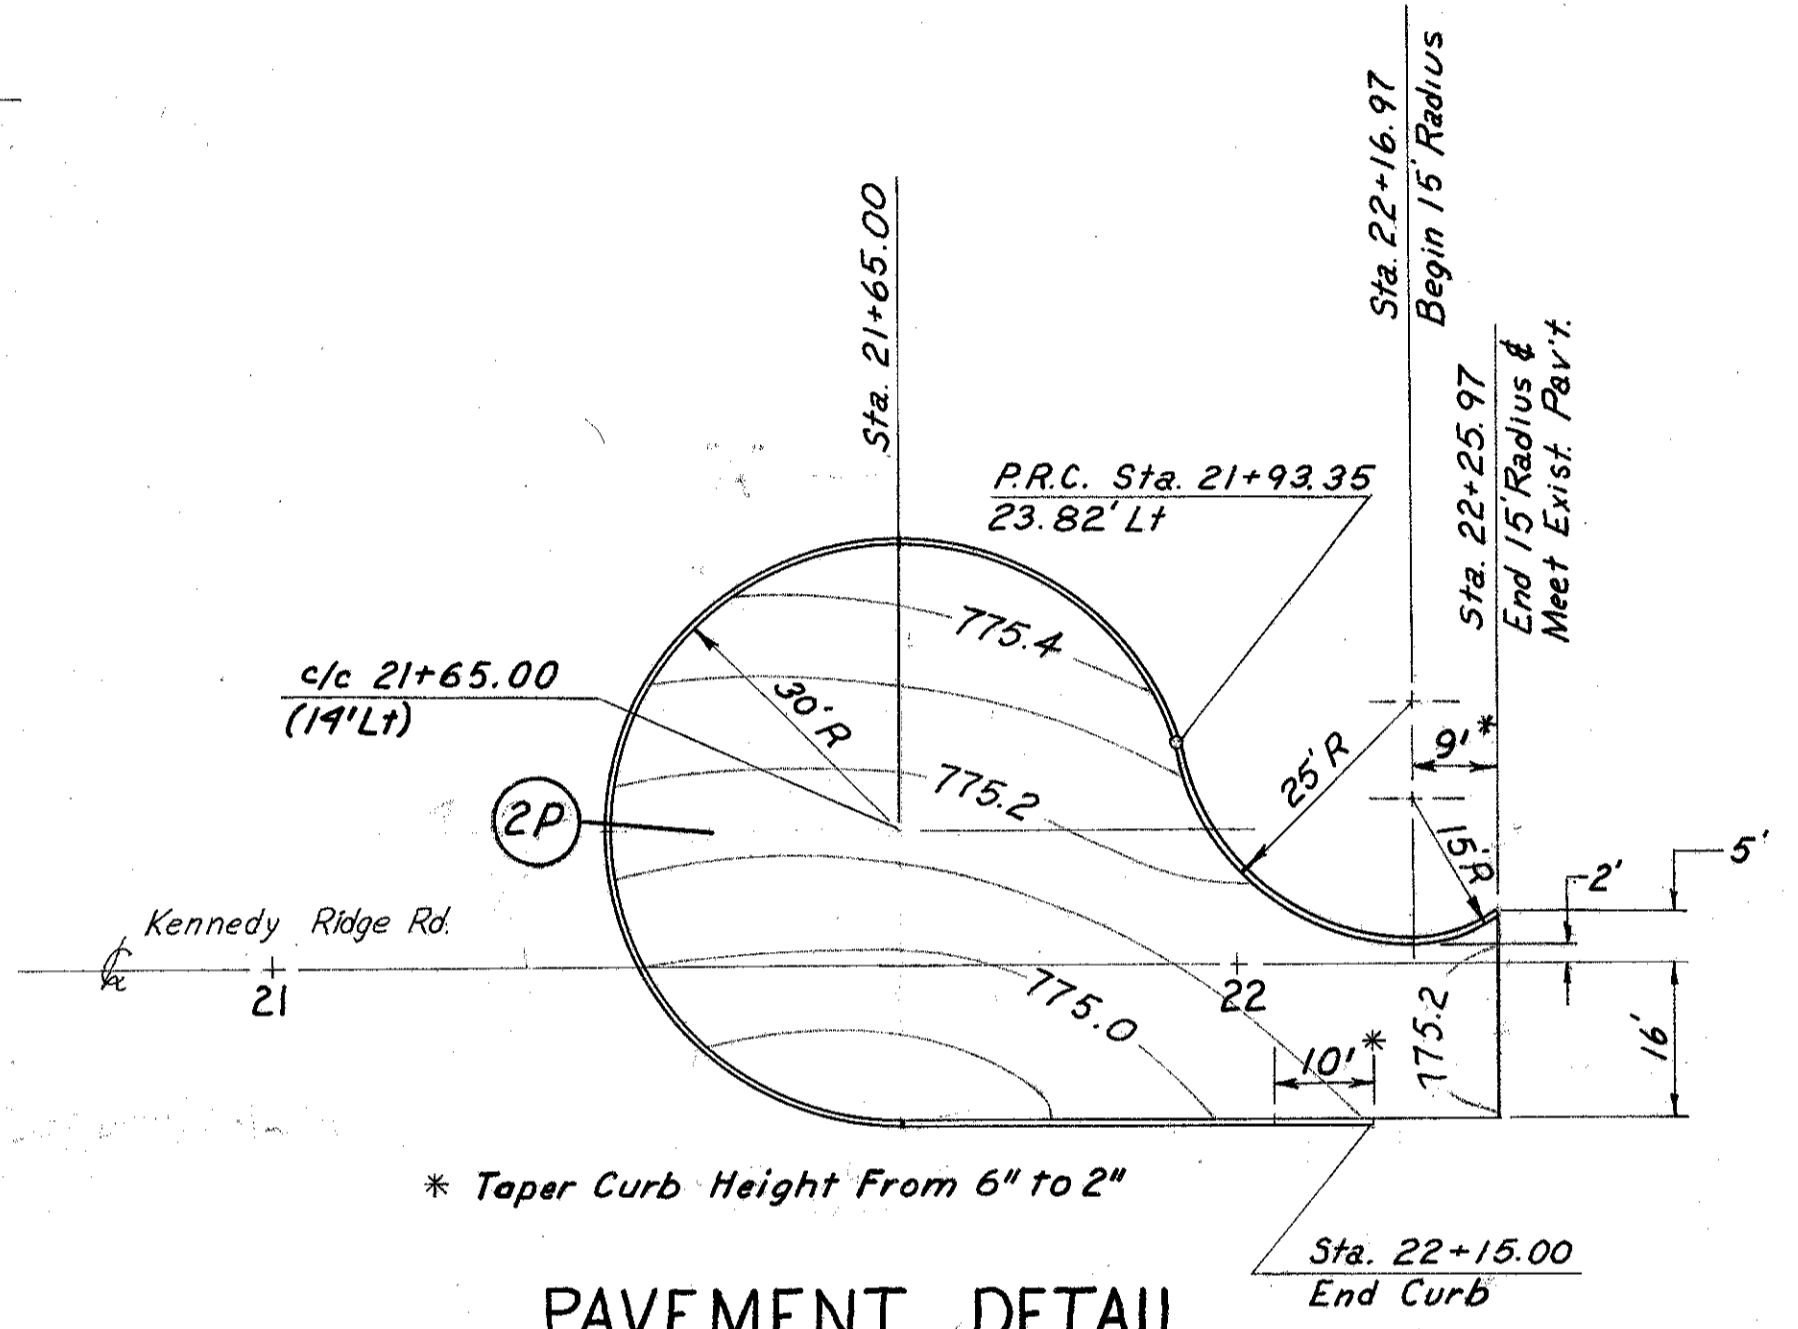 Sta. 22+16.97
Begin 15' Radius
Sta. 21+65.00
Sta. 22+25.97
End 15' Radius &
Meet Exist. Pav't.
P.R.C. Sta. 21+93.35
23.82' Lt
775.4
c/c 21+65.00
(14' Lt)
30' R
25' R
9' *
775.2
2P
15' R
5'
2'
Kennedy Ridge Rd.
21
22
775.0
775.2
16'
10' *
* Taper Curb Height From 6" to 2"
Sta. 22+15.00
End Curb
PAVEMENT DETAIL